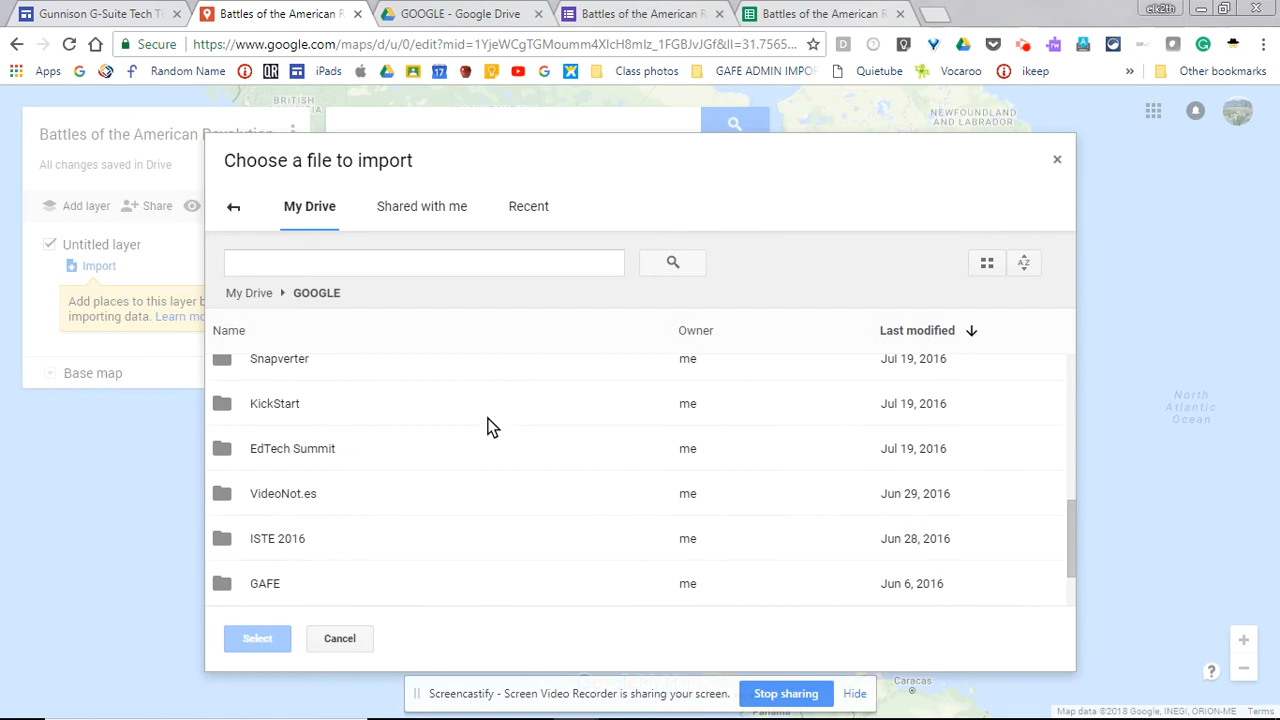 Gunnison G-Suite Tech Ti
Battles of the American R
GOOGLE - Google Drive
Battles of the American R
Battles of the American R
elk2th
Secure
https://www.google.com/maps/d/u/0/edit?mid=1YjeWCgTGMoumm4XIcH8mIz_1FGBJvJGf&ll=31.7565...
Apps
Random Name
iPads
Class photos
GAFE ADMIN IMPOR
Quietube
Vocaroo
ikeep
»
Other bookmarks
BRITISH
NEWFOUNDLAND
AND LABRADOR
Battles of the American Revolution
All changes saved in Drive
Add layer
Share
Untitled layer
Import
Add places to this layer b
importing data. Learn mo
Base map
Choose a file to import
My Drive
Shared with me
Recent
AZ
My Drive
GOOGLE
Name
Owner
Last modified
Snapverter
me
Jul 19, 2016
KickStart
me
Jul 19, 2016
EdTech Summit
me
Jul 19, 2016
VideoNot.es
me
Jun 29, 2016
ISTE 2016
me
Jun 28, 2016
GAFE
me
Jun 6, 2016
Select
Cancel
North
Atlantic
Ocean
Screencastify - Screen Video Recorder is sharing your screen.
Stop sharing
Hide
Caracas
Panama
Map data ©2018 Google, INEGI, ORION-ME
Terms